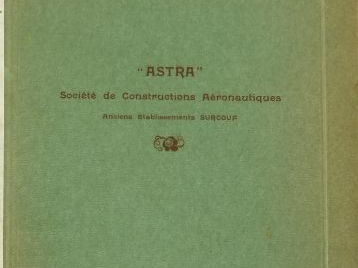 "ASTRA"
Société de Constructions Aéronautiques
Anciens Etablissements SURCOUF